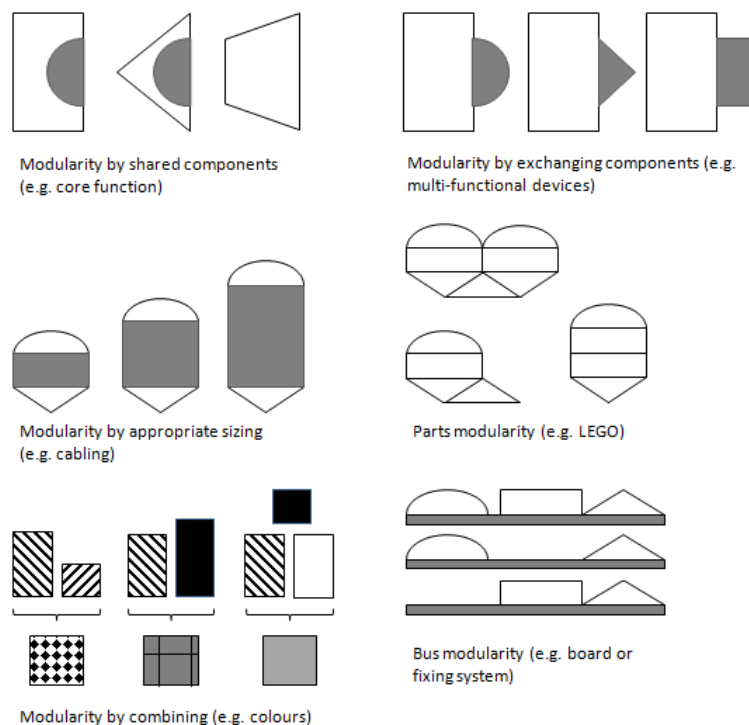 Modularity by shared components
(e.g. core function)
Modularity by exchanging components (e.g.
multi-functional devices)
Modularity by appropriate sizing
(e.g. cabling)
Parts modularity (e.g. LEGO)
Modularity by combining (e.g. colours)
Bus modularity (e.g. board or
fixing system)